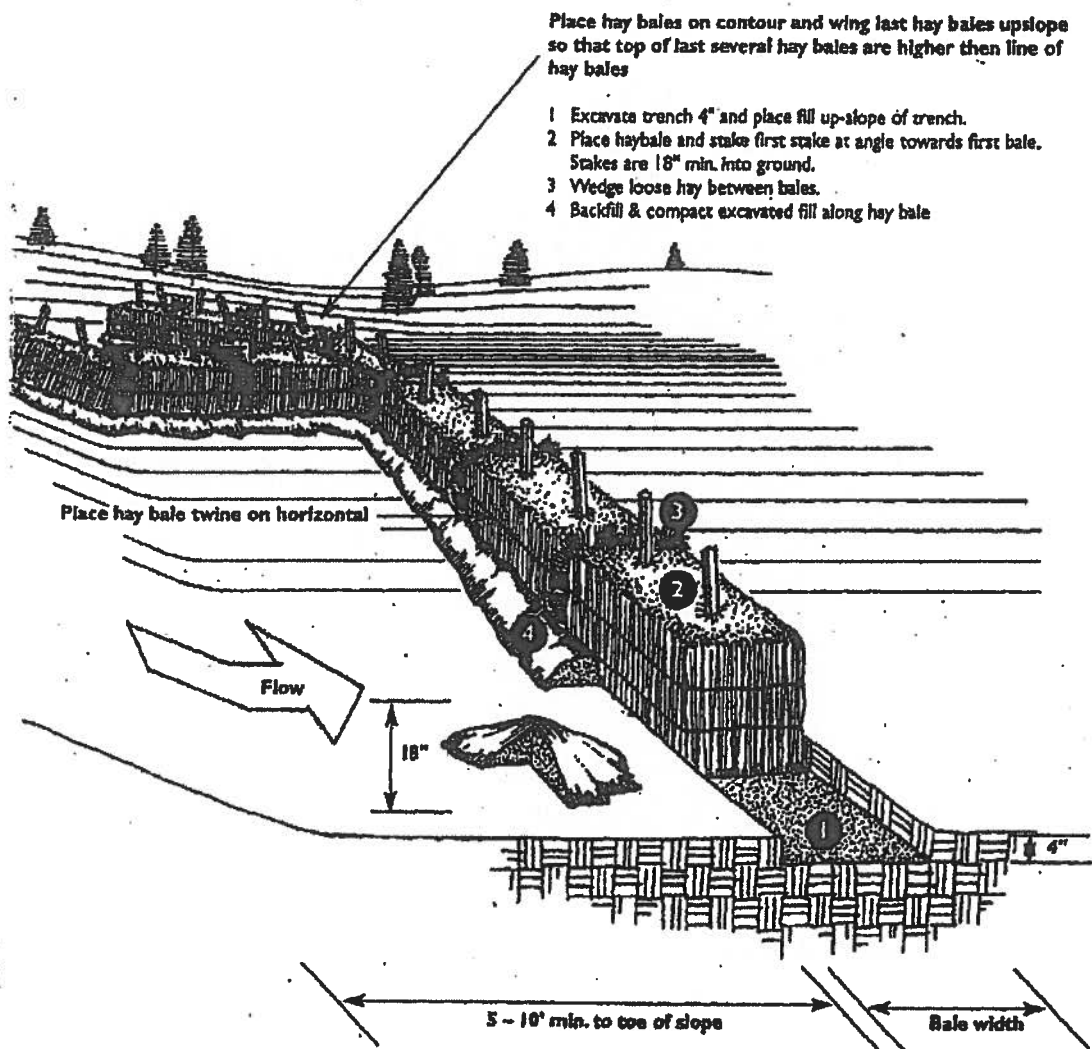 Place hay bales on contour and wing last hay bales upslope
so that top of last several hay bales are higher then line of
hay bales
1 Excavate trench 4" and place fill up-slope of trench.
2 Place haybale and stake first stake at angle towards first bale.
Stakes are 18" min. into ground.
3 Wedge loose hay between bales.
4 Backfill & compact excavated fill along hay bale
Place hay bale twine on horizontal
3
2
4
Flow
18"
1
4"
5 - 10' min. to toe of slope
Bale width